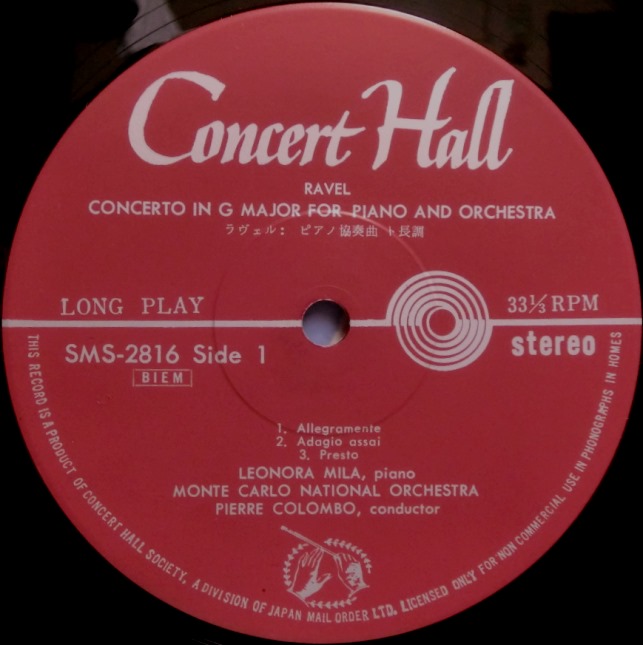 Concert Hall
RAVEL
CONCERTO IN G MAJOR FOR PIANO AND ORCHESTRA
ラヴェル： ピアノ協奏曲 ト長調
LONG PLAY
33⅓ RPM
SMS-2816 Side 1
stereo
BIEM
1. Allegramente
2. Adagio assai
3. Presto
LEONORA MILA, piano
MONTE CARLO NATIONAL ORCHESTRA
PIERRE COLOMBO, conductor
THIS RECORD IS A PRODUCT OF CONCERT HALL SOCIETY, A DIVISION OF JAPAN MAIL ORDER LTD. LICENSED ONLY FOR NON COMMERCIAL USE IN PHONOGRAPHS IN HOMES